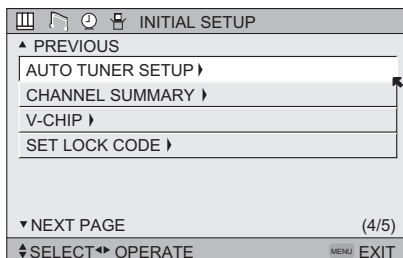 INITIAL SETUP
▲ PREVIOUS
AUTO TUNER SETUP
CHANNEL SUMMARY
V-CHIP
SET LOCK CODE
▼NEXT PAGE (4/5)
SELECT OPERATE MENU EXIT